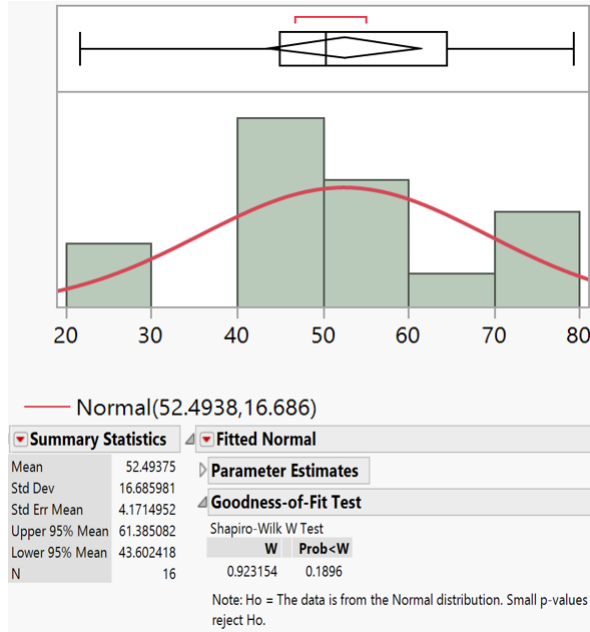 20 30 40 50 60 70 80
Normal(52.4938,16.686)
Summary Statistics
Mean 52.49375
Std Dev 16.685981
Std Err Mean 4.1714952
Upper 95% Mean 61.385082
Lower 95% Mean 43.602418
N 16
Fitted Normal
Parameter Estimates
Goodness-of-Fit Test
Shapiro-Wilk W Test
W Prob<W
0.923154 0.1896
Note: Ho = The data is from the Normal distribution. Small p-values
reject Ho.